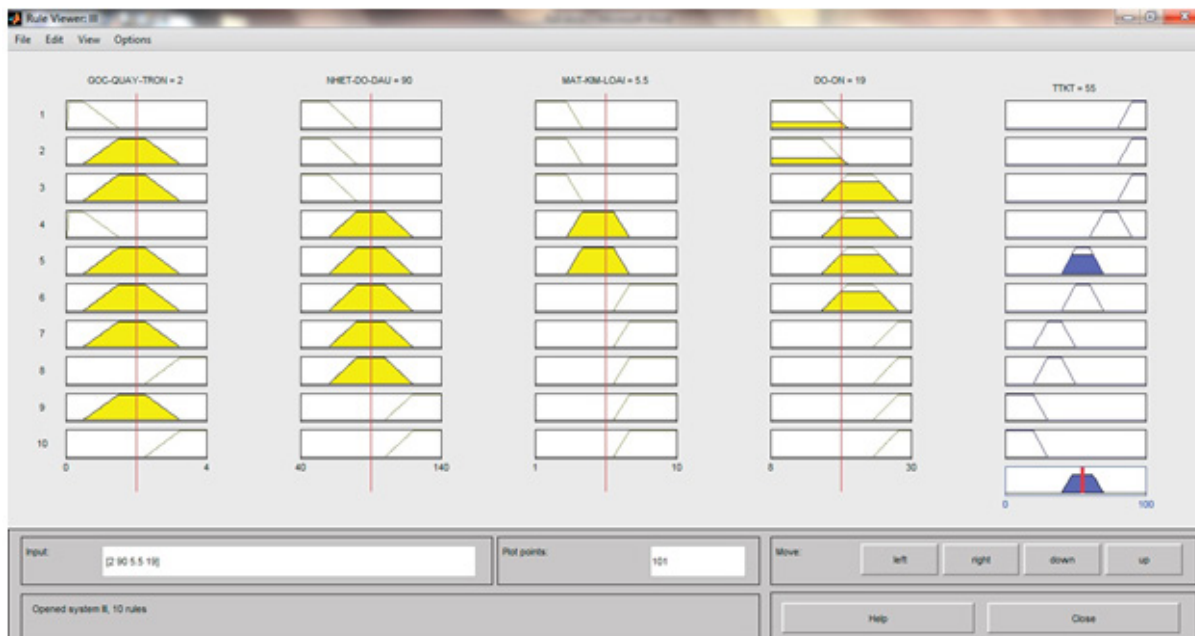 Rule Viewer: III
File Edit View Options
GOC-QUAY-TRON = 2 NHIET-DO-DAU = 90 MAT-KIM-LOAI = 5.5 DO-ON = 19 TTKT = 55
1
2
3
4
5
6
7
8
9
10
0 4 40 140 1 10 8 30
0 100
Input: [2 90 5.5 19] Plot points: 101 Move: left right down up
Opened system III, 10 rules Help Close